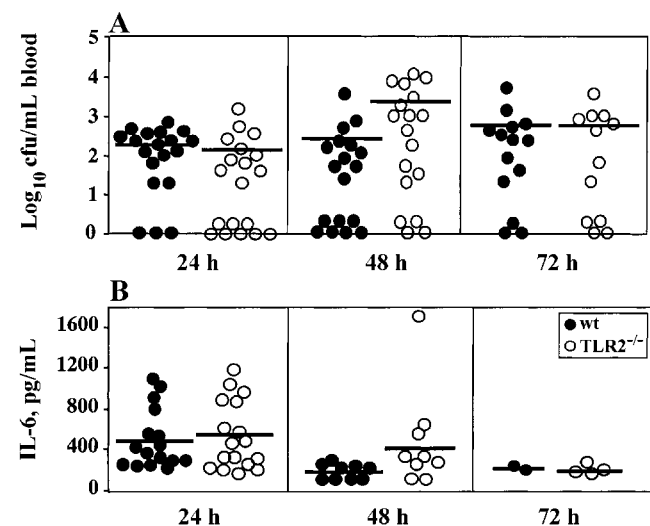 A
Log10 cfu/mL blood
5
4
3
2
1
0
24 h 48 h 72 h
B
IL-6, pg/mL
1600
1200
800
400
0
wt
TLR2-/-
24 h 48 h 72 h